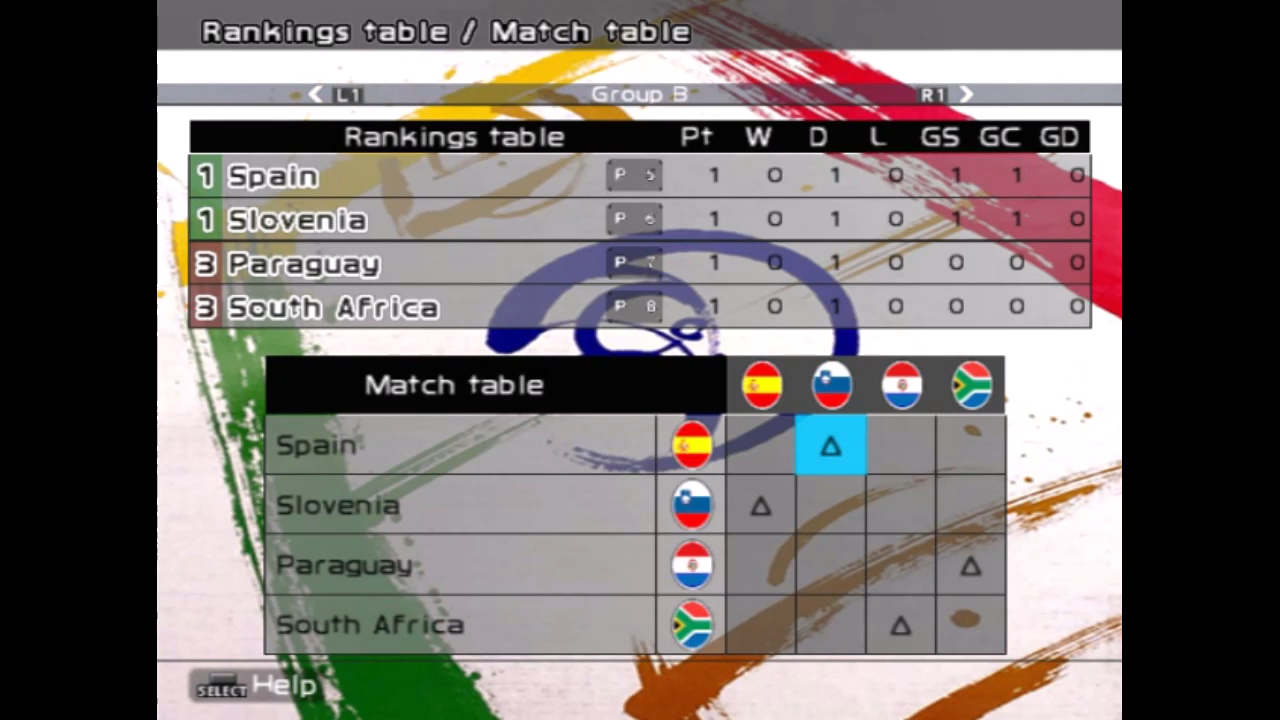 Rankings table / Match table
L1 Group B R1
Rankings table Pt W D L GS GC GD
1 Spain P 5 1 0 1 0 1 1 0
1 Slovenia P 6 1 0 1 0 1 1 0
3 Paraguay P 7 1 0 1 0 0 0 0
3 South Africa P 8 1 0 1 0 0 0 0
Match table
Spain △
Slovenia △
Paraguay △
South Africa △
SELECT Help